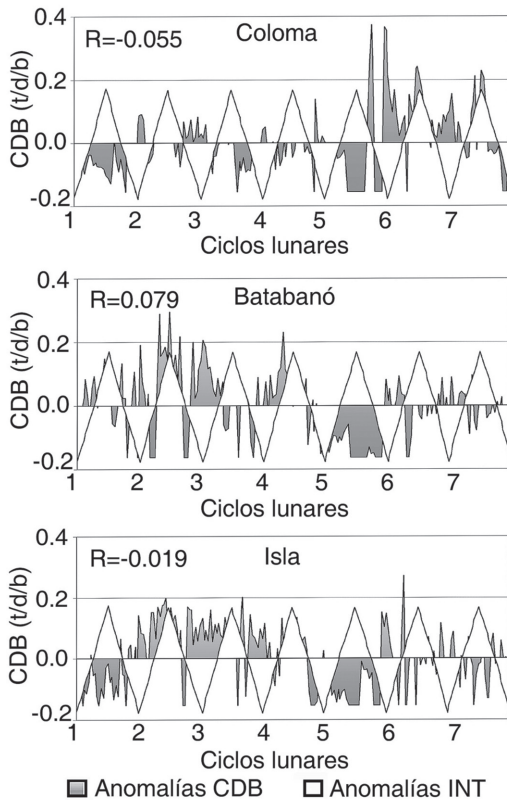 0.4
R=-0.055
Coloma
CDB (t/d/b)
0.2
0.0
-0.2
1 2 3 4 5 6 7
Ciclos lunares
0.4
R=0.079
Batabanó
CDB (t/d/b)
0.2
0.0
-0.2
1 2 3 4 5 6 7
Ciclos lunares
0.4
R=-0.019
Isla
CDB (t/d/b)
0.2
0.0
-0.2
1 2 3 4 5 6 7
Ciclos lunares
Anomalías CDB Anomalías INT